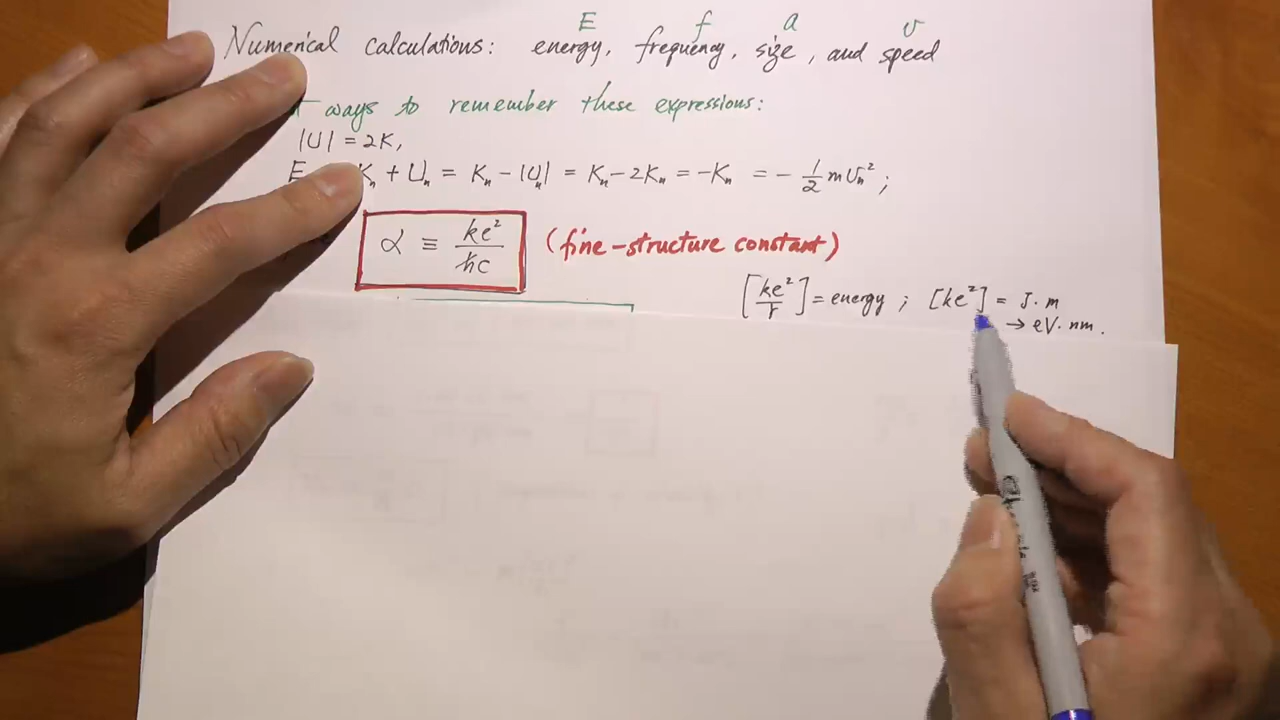 E f a v
Numerical calculations: energy, frequency, size, and speed
ways to remember these expressions:
|U| = 2K,
E K_n + U_n = K_n - |U_n| = K_n - 2K_n = -K_n = - 1/2 m v_n² ;
α ≡ ke²/ħc (fine-structure constant)
[ke²/r] = energy ; [ke²] = J·m
→ eV·nm.